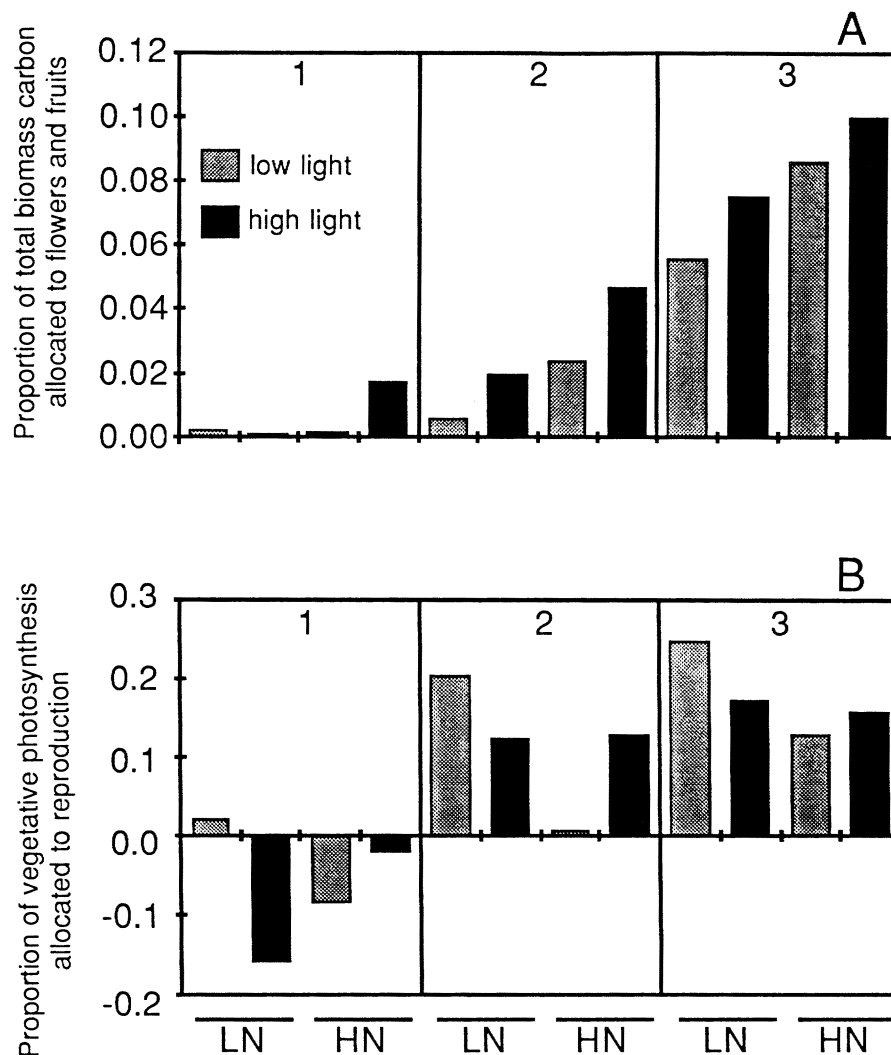 A
Proportion of total biomass carbon
allocated to flowers and fruits
0.12
0.10
0.08
0.06
0.04
0.02
0.00
1
2
3
low light
high light
B
Proportion of vegetative photosynthesis
allocated to reproduction
0.3
0.2
0.1
0.0
-0.1
-0.2
1
2
3
LN
HN
LN
HN
LN
HN